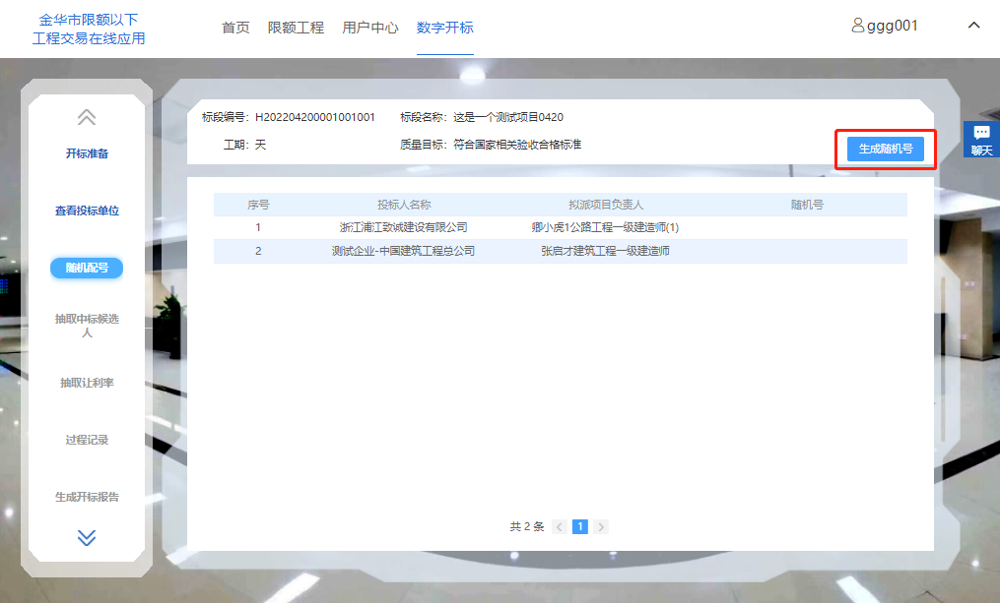 金华市限额以下
工程交易在线应用
首页 限额工程 用户中心 数字开标
ggg001
开标准备
查看投标单位
随机配号
抽取中标候选
人
抽取让利率
过程记录
生成开标报告
标段编号：H202204200001001001 标段名称：这是一个测试项目0420
工期：天 质量目标：符合国家相关验收合格标准
生成随机号
聊天
序号 投标人名称 拟派项目负责人 随机号
1 浙江浦江致诚建设有限公司 卿小虎1公路工程一级建造师(1)
2 测试企业-中国建筑工程总公司 张启才建筑工程一级建造师
共 2 条 1